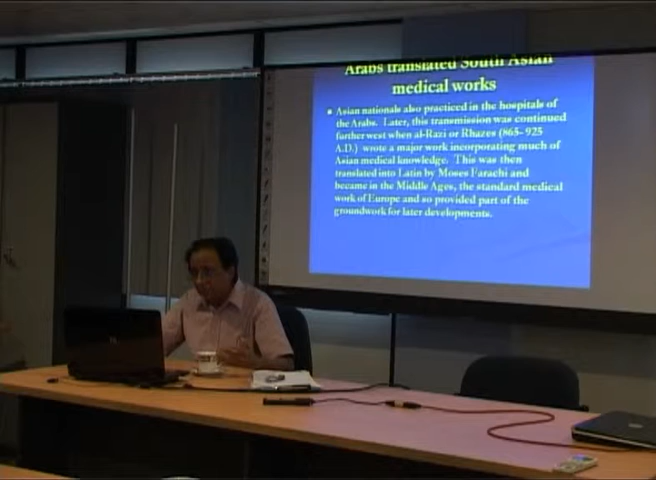 Arabs translated South Asian
medical works
Asian nationals also practiced in the hospitals of
the Arabs. Later, this transmission was continued
further west when al-Razi or Rhazes (865- 925
A.D.) wrote a major work incorporating much of
Asian medical knowledge. This was then
translated into Latin by Moses Farachi and
became in the Middle Ages, the standard medical
work of Europe and so provided part of the
groundwork for later developments.